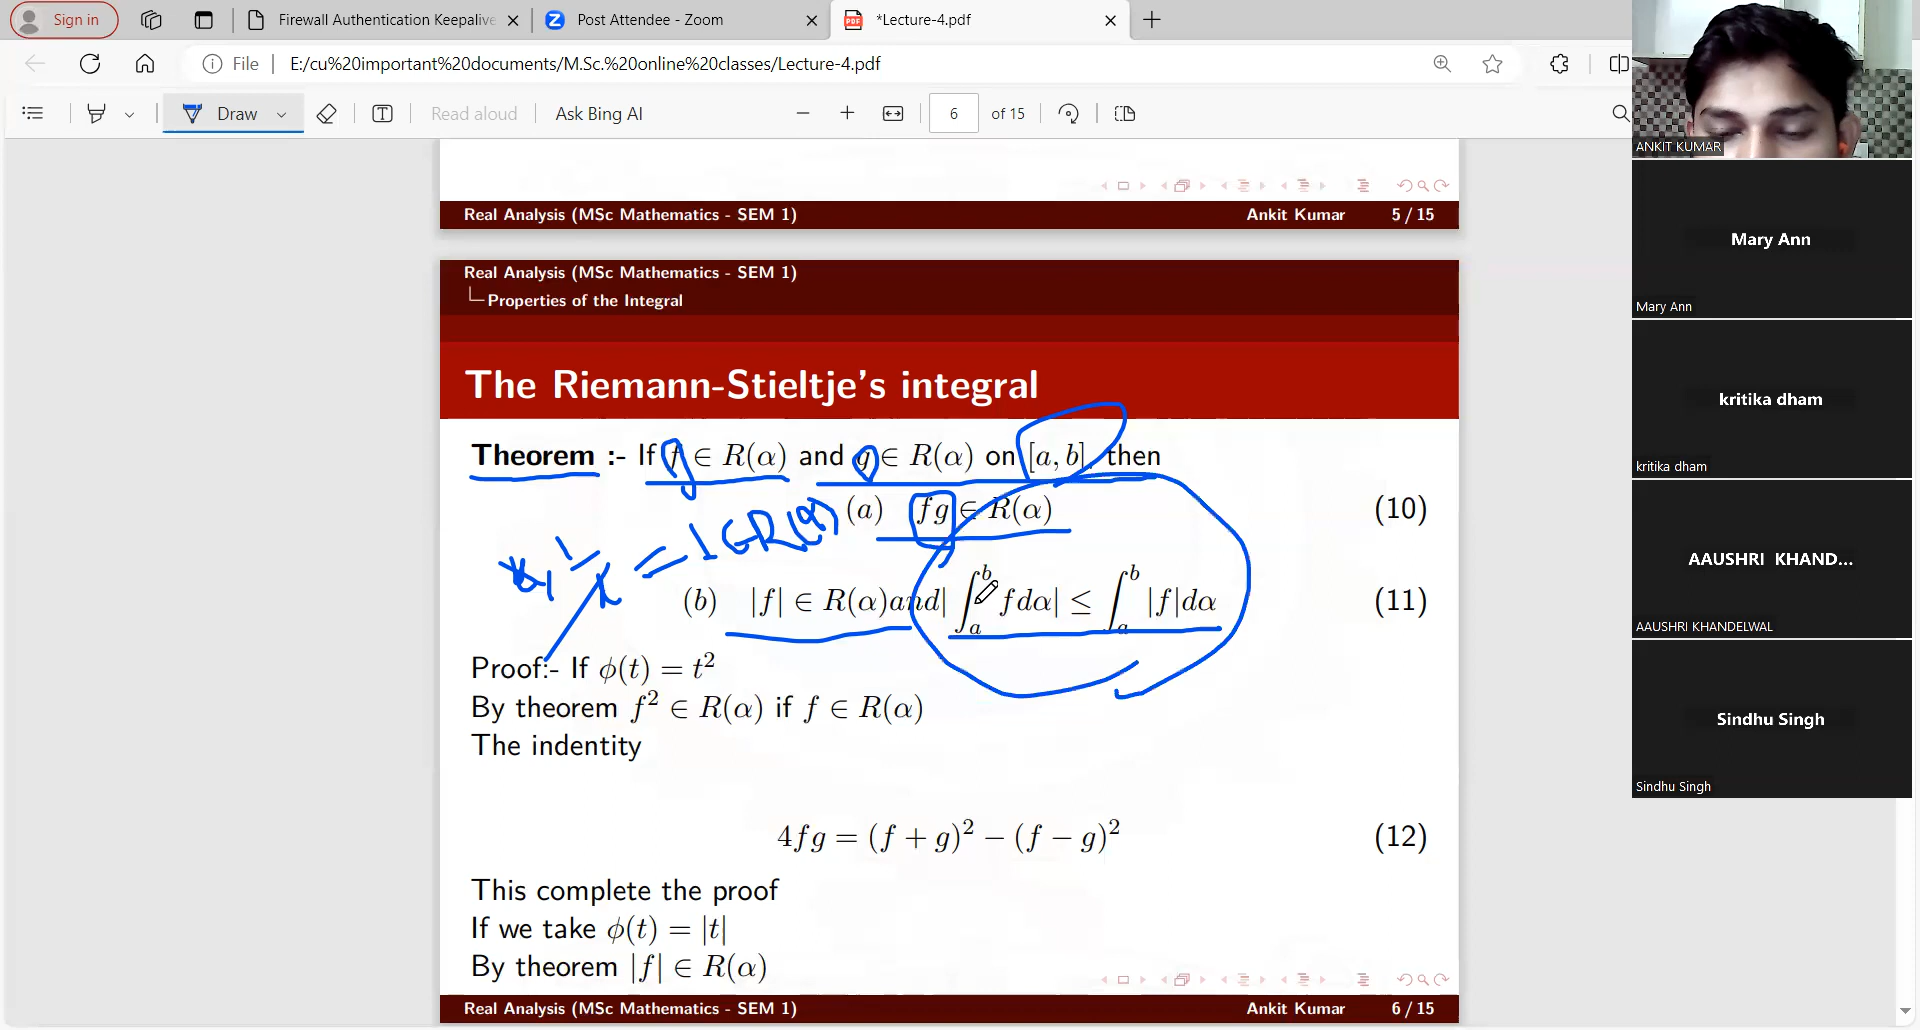 Sign in
Firewall Authentication Keepalive
Post Attendee - Zoom
*Lecture-4.pdf
File
E:/cu%20important%20documents/M.Sc.%20online%20classes/Lecture-4.pdf
Draw
Read aloud
Ask Bing AI
6
of 15
Real Analysis (MSc Mathematics - SEM 1)
Ankit Kumar
5 / 15
Real Analysis (MSc Mathematics - SEM 1)
Properties of the Integral
The Riemann-Stieltje's integral
Theorem :- If f ∈ R(α) and g ∈ R(α) on [a, b], then
(a) fg ∈ R(α) (10)
1/x = 1 ∈ R(α)
(b) |f| ∈ R(α)and| ∫_a^b fdα| ≤ ∫_a^b |f|dα (11)
Proof:- If ϕ(t) = t²
By theorem f² ∈ R(α) if f ∈ R(α)
The indentity
4fg = (f + g)² − (f − g)² (12)
This complete the proof
If we take ϕ(t) = |t|
By theorem |f| ∈ R(α)
Real Analysis (MSc Mathematics - SEM 1)
Ankit Kumar
6 / 15
ANKIT KUMAR
Mary Ann
Mary Ann
kritika dham
kritika dham
AAUSHRI KHAND...
AAUSHRI KHANDELWAL
Sindhu Singh
Sindhu Singh